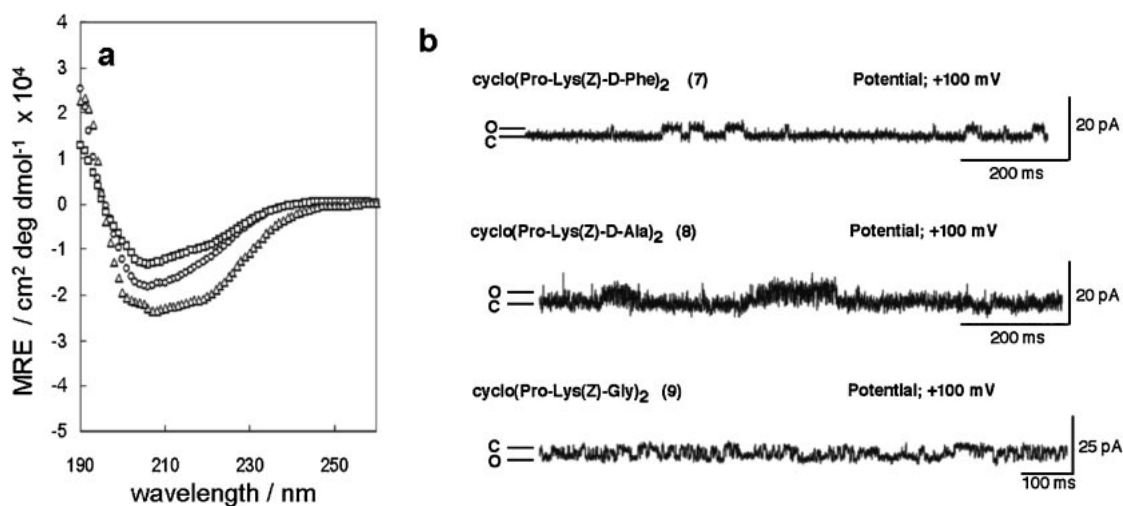 a
4
3
2
1
0
-1
-2
-3
-4
-5
MRE / cm² deg dmol⁻¹ x 10⁴
190 210 230 250
wavelength / nm
b
cyclo(Pro-Lys(Z)-D-Phe)₂ (7) Potential; +100 mV
O
C
20 pA
200 ms
cyclo(Pro-Lys(Z)-D-Ala)₂ (8) Potential; +100 mV
O
C
20 pA
200 ms
cyclo(Pro-Lys(Z)-Gly)₂ (9) Potential; +100 mV
C
O
25 pA
100 ms